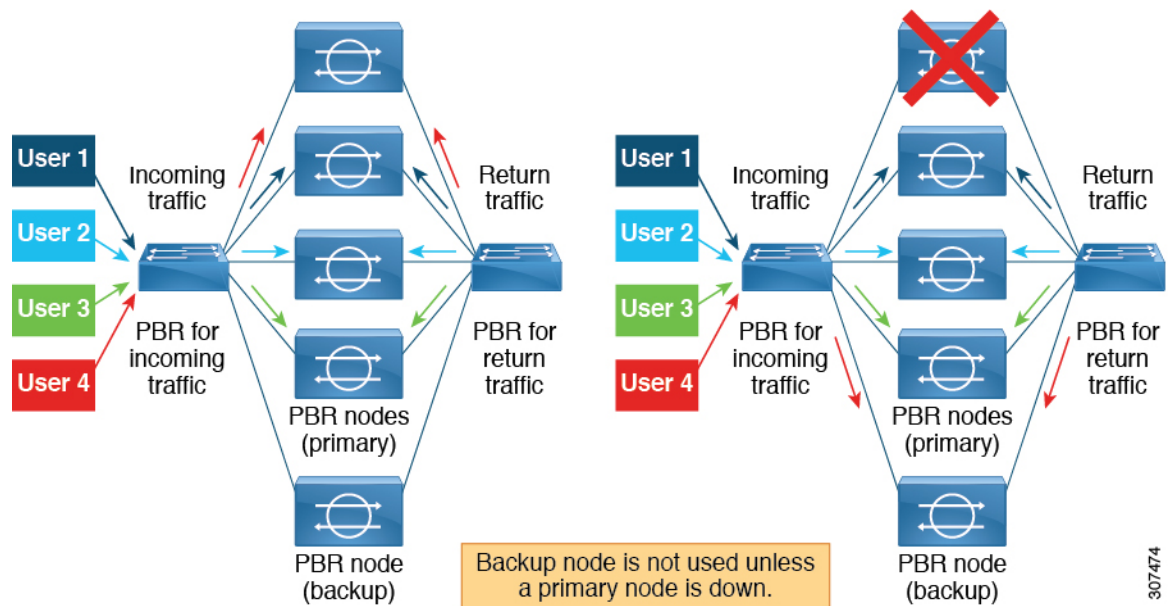 User 1
User 2
User 3
User 4
Incoming
traffic
Return
traffic
PBR for
incoming
traffic
PBR for
return
traffic
PBR nodes
(primary)
PBR node
(backup)
User 1
User 2
User 3
User 4
Incoming
traffic
Return
traffic
PBR for
incoming
traffic
PBR for
return
traffic
PBR nodes
(primary)
PBR node
(backup)
Backup node is not used unless
a primary node is down.
307474